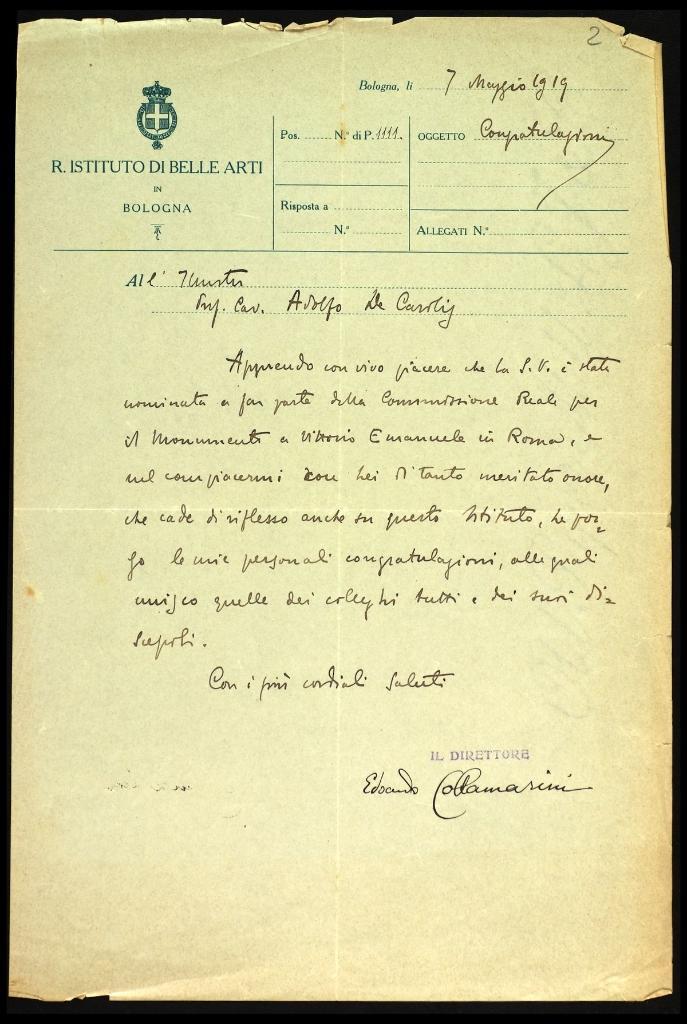 2
Bologna, li 7 Maggio 1919
R. ISTITUTO DI BELLE ARTI
IN
BOLOGNA
Pos. N.º di P. 1111.
Risposta a
N.º
OGGETTO Congratulazioni
ALLEGATI N.º
All' Illustre
Prof. Cav. Adolfo De Carolis
Apprendo con vivo piacere che la S.V. è stata
nominata a far parte della Commissione Reale per
il Monumento a Vittorio Emanuele in Roma, e
nel compiacermi con Lei di tanto meritato onore,
che cade di riflesso anche su questo Istituto, Le por=
go le mie personali congratulazioni, alle quali
unisco quelle dei colleghi tutti e dei suoi di=
scepoli.
Con i più cordiali saluti
IL DIRETTORE
Edoardo Collamarini